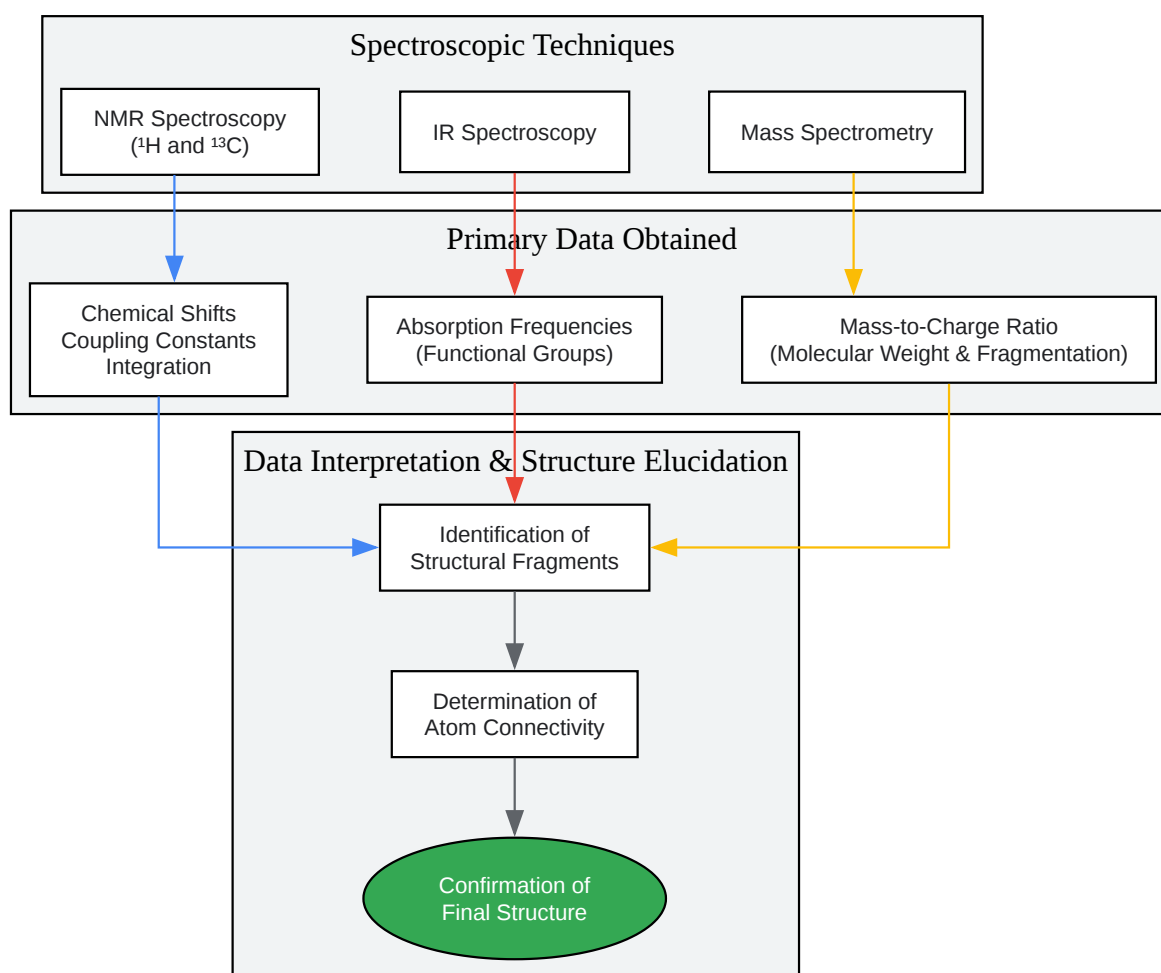 Spectroscopic Techniques
NMR Spectroscopy
(¹H and ¹³C)
IR Spectroscopy
Mass Spectrometry
Primary Data Obtained
Chemical Shifts
Coupling Constants
Integration
Absorption Frequencies
(Functional Groups)
Mass-to-Charge Ratio
(Molecular Weight & Fragmentation)
Data Interpretation & Structure Elucidation
Identification of
Structural Fragments
Determination of
Atom Connectivity
Confirmation of
Final Structure